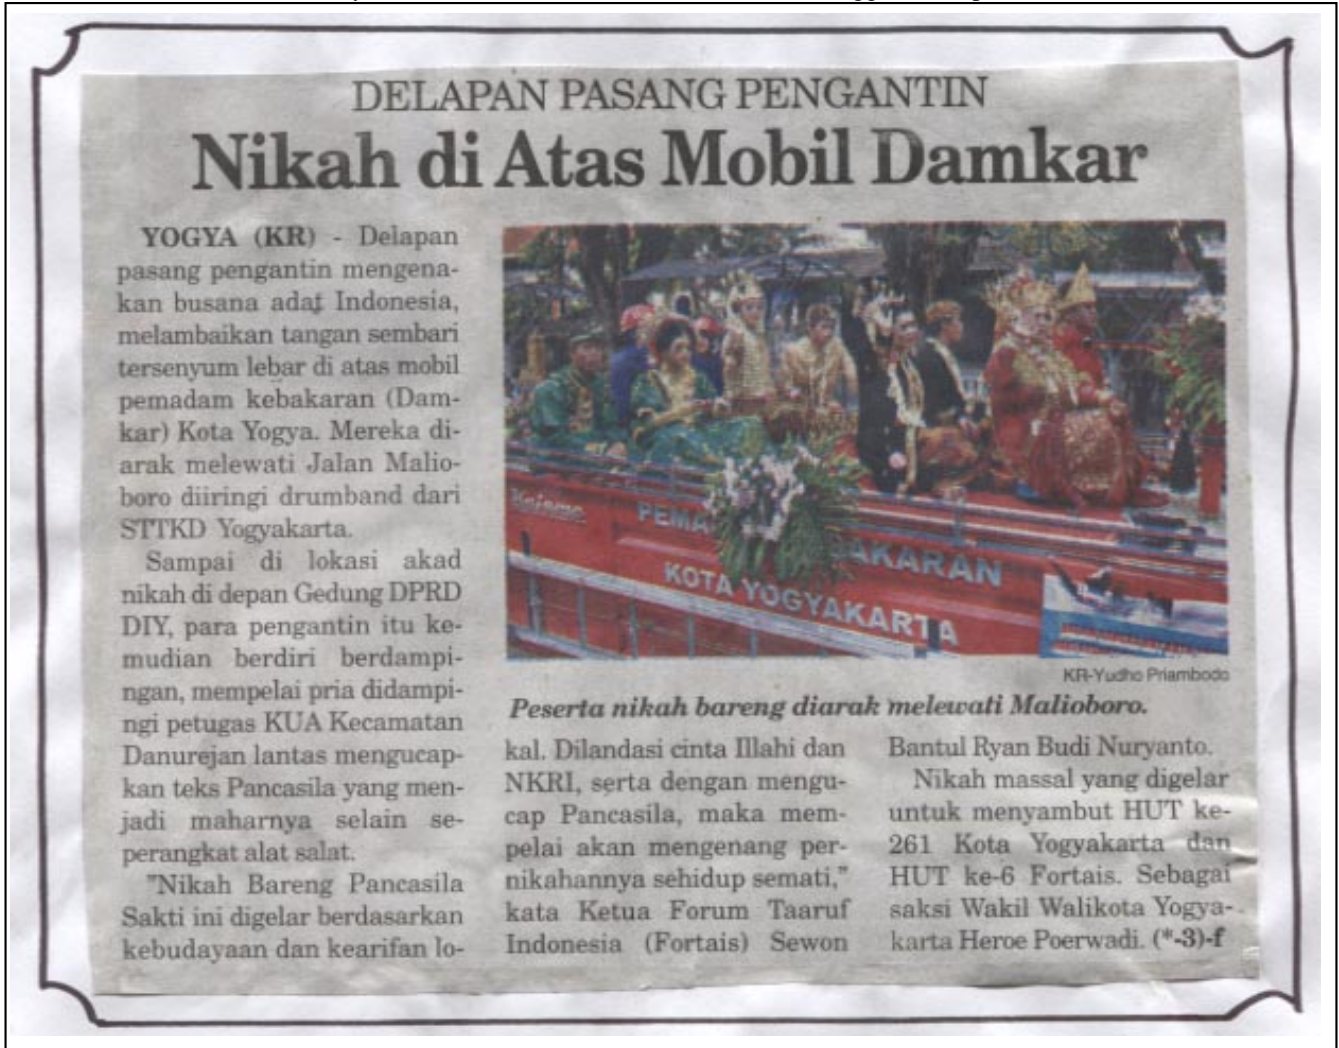 DELAPAN PASANG PENGANTIN
Nikah di Atas Mobil Damkar
YOGYA (KR) - Delapan
pasang pengantin mengena-
kan busana adat Indonesia,
melambaikan tangan sembari
tersenyum lebar di atas mobil
pemadam kebakaran (Dam-
kar) Kota Yogya. Mereka di-
arak melewati Jalan Malio-
boro diiringi drumband dari
STTKD Yogyakarta.
Sampai di lokasi akad
nikah di depan Gedung DPRD
DIY, para pengantin itu ke-
mudian berdiri berdampi-
ngan, mempelai pria didampi-
ngi petugas KUA Kecamatan
Danurejan lantas mengucap-
kan teks Pancasila yang men-
jadi maharnya selain se-
perangkat alat salat.
"Nikah Bareng Pancasila
Sakti ini digelar berdasarkan
kebudayaan dan kearifan lo-
PEMA AKARAN
KOTA YOGYAKARTA
KR-Yudho Priambodo
Peserta nikah bareng diarak melewati Malioboro.
kal. Dilandasi cinta Illahi dan
NKRI, serta dengan mengu-
cap Pancasila, maka mem-
pelai akan mengenang per-
nikahannya sehidup semati,"
kata Ketua Forum Taaruf
Indonesia (Fortais) Sewon
Bantul Ryan Budi Nuryanto.
Nikah massal yang digelar
untuk menyambut HUT ke-
261 Kota Yogyakarta dan
HUT ke-6 Fortais. Sebagai
saksi Wakil Walikota Yogya-
karta Heroe Poerwadi. (*-3)-f